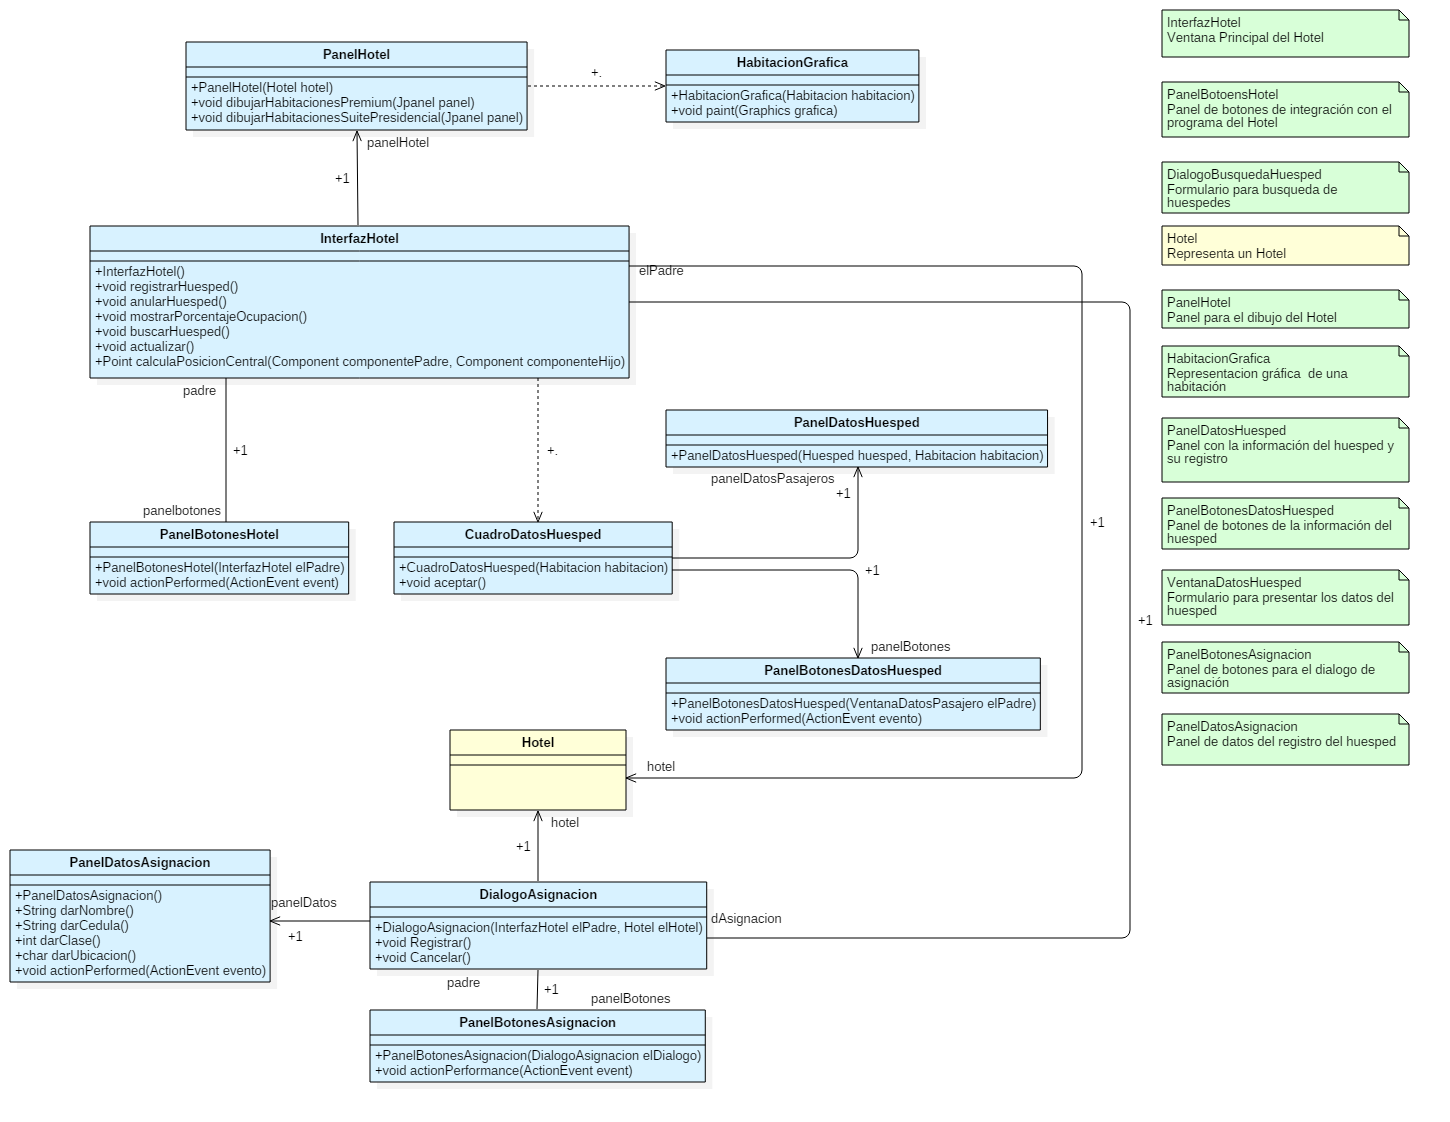 PanelHotel
+PanelHotel(Hotel hotel)
+void dibujarHabitacionesPremium(Jpanel panel)
+void dibujarHabitacionesSuitePresidencial(Jpanel panel)
+.
HabitacionGrafica
+HabitacionGrafica(Habitacion habitacion)
+void paint(Graphics grafica)
panelHotel
+1
InterfazHotel
+InterfazHotel()
+void registrarHuesped()
+void anularHuesped()
+void mostrarPorcentajeOcupacion()
+void buscarHuesped()
+void actualizar()
+Point calculaPosicionCentral(Component componentePadre, Component componenteHijo)
elPadre
padre
+1
panelbotones
+.
PanelBotonesHotel
+PanelBotonesHotel(InterfazHotel elPadre)
+void actionPerformed(ActionEvent event)
CuadroDatosHuesped
+CuadroDatosHuesped(Habitacion habitacion)
+void aceptar()
PanelDatosHuesped
+PanelDatosHuesped(Huesped huesped, Habitacion habitacion)
panelDatosPasajeros
+1
+1
panelBotones
PanelBotonesDatosHuesped
+PanelBotonesDatosHuesped(VentanaDatosPasajero elPadre)
+void actionPerformed(ActionEvent evento)
+1
+1
Hotel
hotel
hotel
+1
PanelDatosAsignacion
+PanelDatosAsignacion()
+String darNombre()
+String darCedula()
+int darClase()
+char darUbicacion()
+void actionPerformed(ActionEvent evento)
panelDatos
+1
DialogoAsignacion
+DialogoAsignacion(InterfazHotel elPadre, Hotel elHotel)
+void Registrar()
+void Cancelar()
dAsignacion
padre
+1
panelBotones
PanelBotonesAsignacion
+PanelBotonesAsignacion(DialogoAsignacion elDialogo)
+void actionPerformance(ActionEvent event)
InterfazHotel
Ventana Principal del Hotel
PanelBotoensHotel
Panel de botones de integración con el
programa del Hotel
DialogoBusquedaHuesped
Formulario para busqueda de
huespedes
Hotel
Representa un Hotel
PanelHotel
Panel para el dibujo del Hotel
HabitacionGrafica
Representacion gráfica  de una
habitación
PanelDatosHuesped
Panel con la información del huesped y
su registro
PanelBotonesDatosHuesped
Panel de botones de la información del
huesped
VentanaDatosHuesped
Formulario para presentar los datos del
huesped
PanelBotonesAsignacion
Panel de botones para el dialogo de
asignación
PanelDatosAsignacion
Panel de datos del registro del huesped